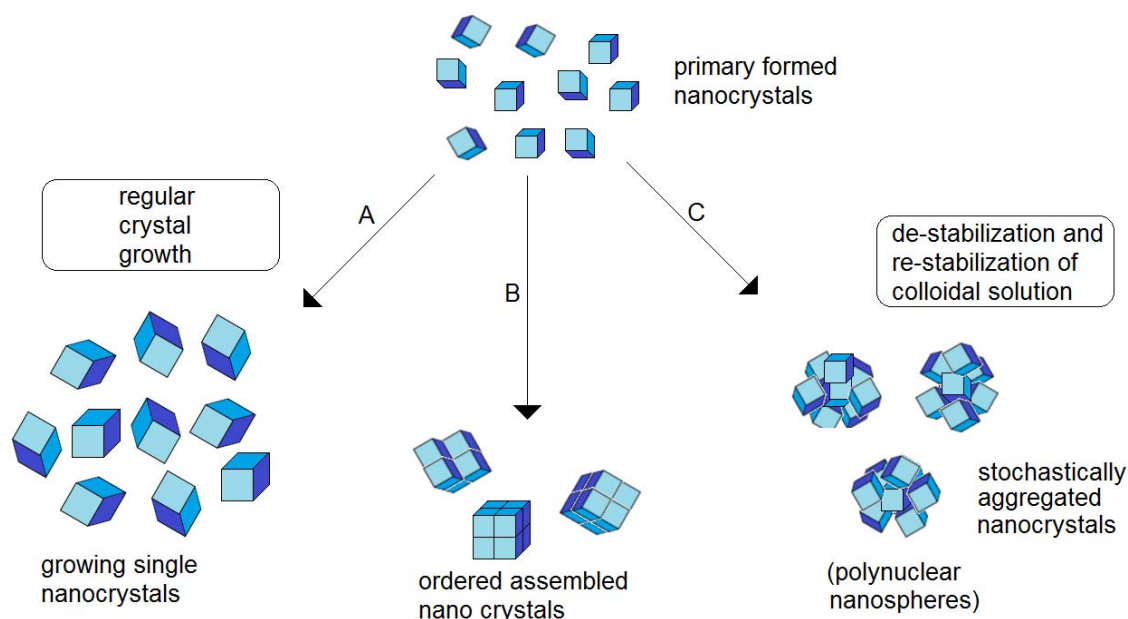 primary formed
nanocrystals
regular
crystal
growth
A
B
C
de-stabilization and
re-stabilization of
colloidal solution
growing single
nanocrystals
ordered assembled
nano crystals
stochastically
aggregated
nanocrystals
(polynuclear
nanospheres)